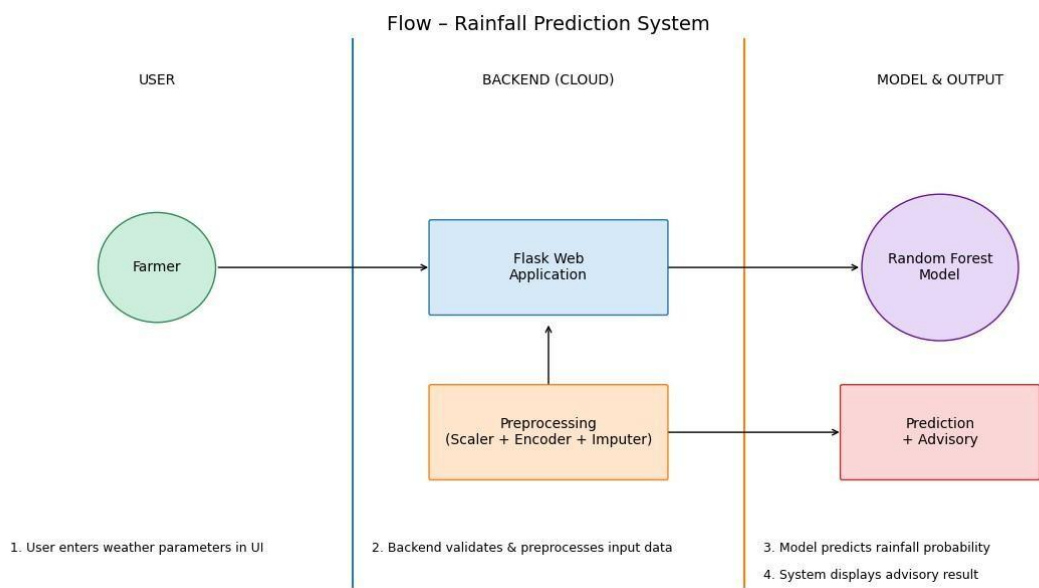 Flow – Rainfall Prediction System
USER
BACKEND (CLOUD)
MODEL & OUTPUT
Farmer
Flask Web
Application
Random Forest
Model
Preprocessing
(Scaler + Encoder + Imputer)
Prediction
+ Advisory
1. User enters weather parameters in UI
2. Backend validates & preprocesses input data
3. Model predicts rainfall probability
4. System displays advisory result